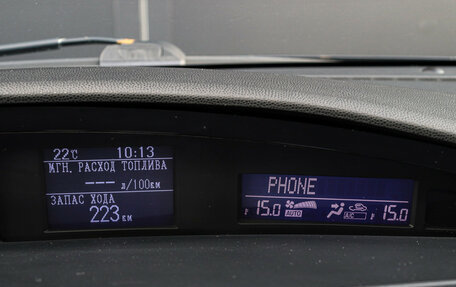 22°C 10:13
МГН. РАСХОД ТОПЛИВА
--- л/100км
ЗАПАС ХОДА
223 км
PHONE
15.0 AUTO A/C 15.0